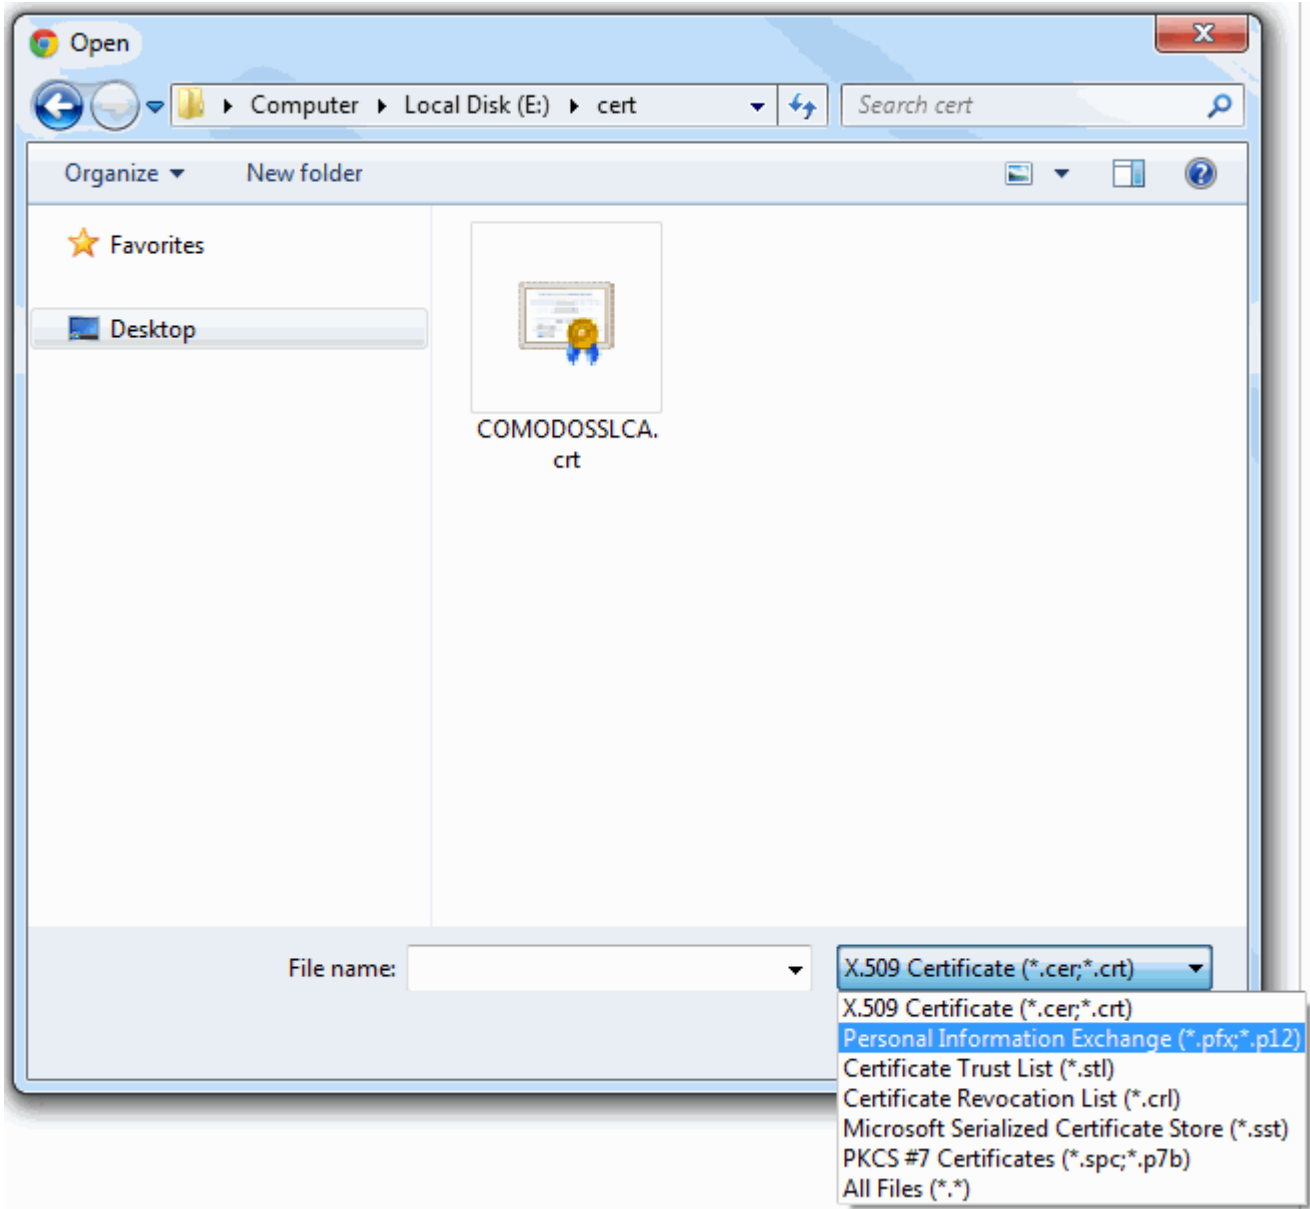 Open
Computer Local Disk (E:) cert
Search cert
Organize
New folder
Favorites
Desktop
COMODOSSLCA.
crt
File name:
X.509 Certificate (*.cer;*.crt)
X.509 Certificate (*.cer;*.crt)
Personal Information Exchange (*.pfx;*.p12)
Certificate Trust List (*.stl)
Certificate Revocation List (*.crl)
Microsoft Serialized Certificate Store (*.sst)
PKCS #7 Certificates (*.spc;*.p7b)
All Files (*.*)